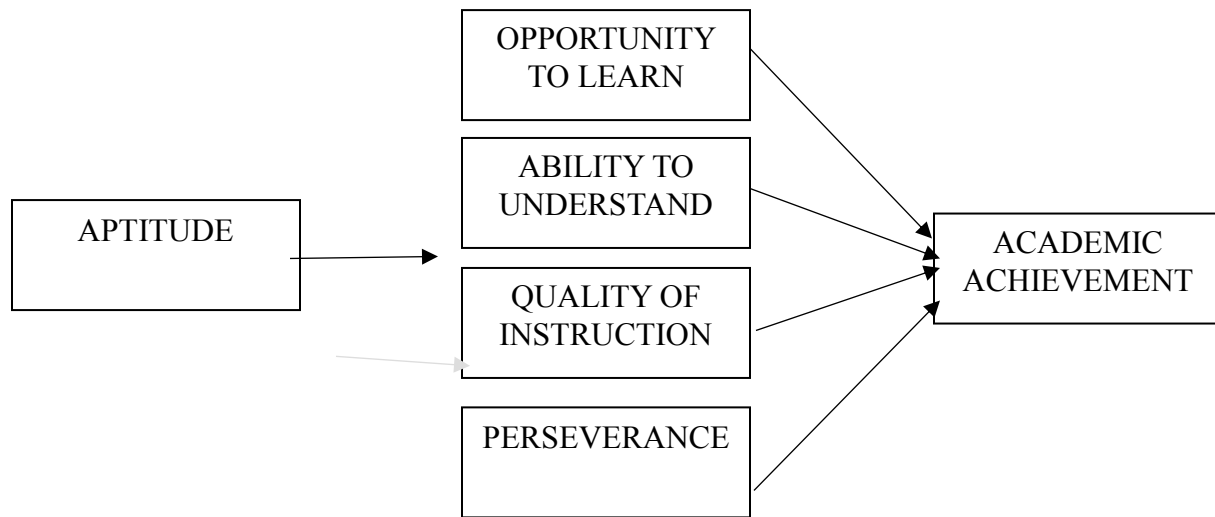 OPPORTUNITY
TO LEARN
ABILITY TO
UNDERSTAND
APTITUDE
ACADEMIC
ACHIEVEMENT
QUALITY OF
INSTRUCTION
PERSEVERANCE